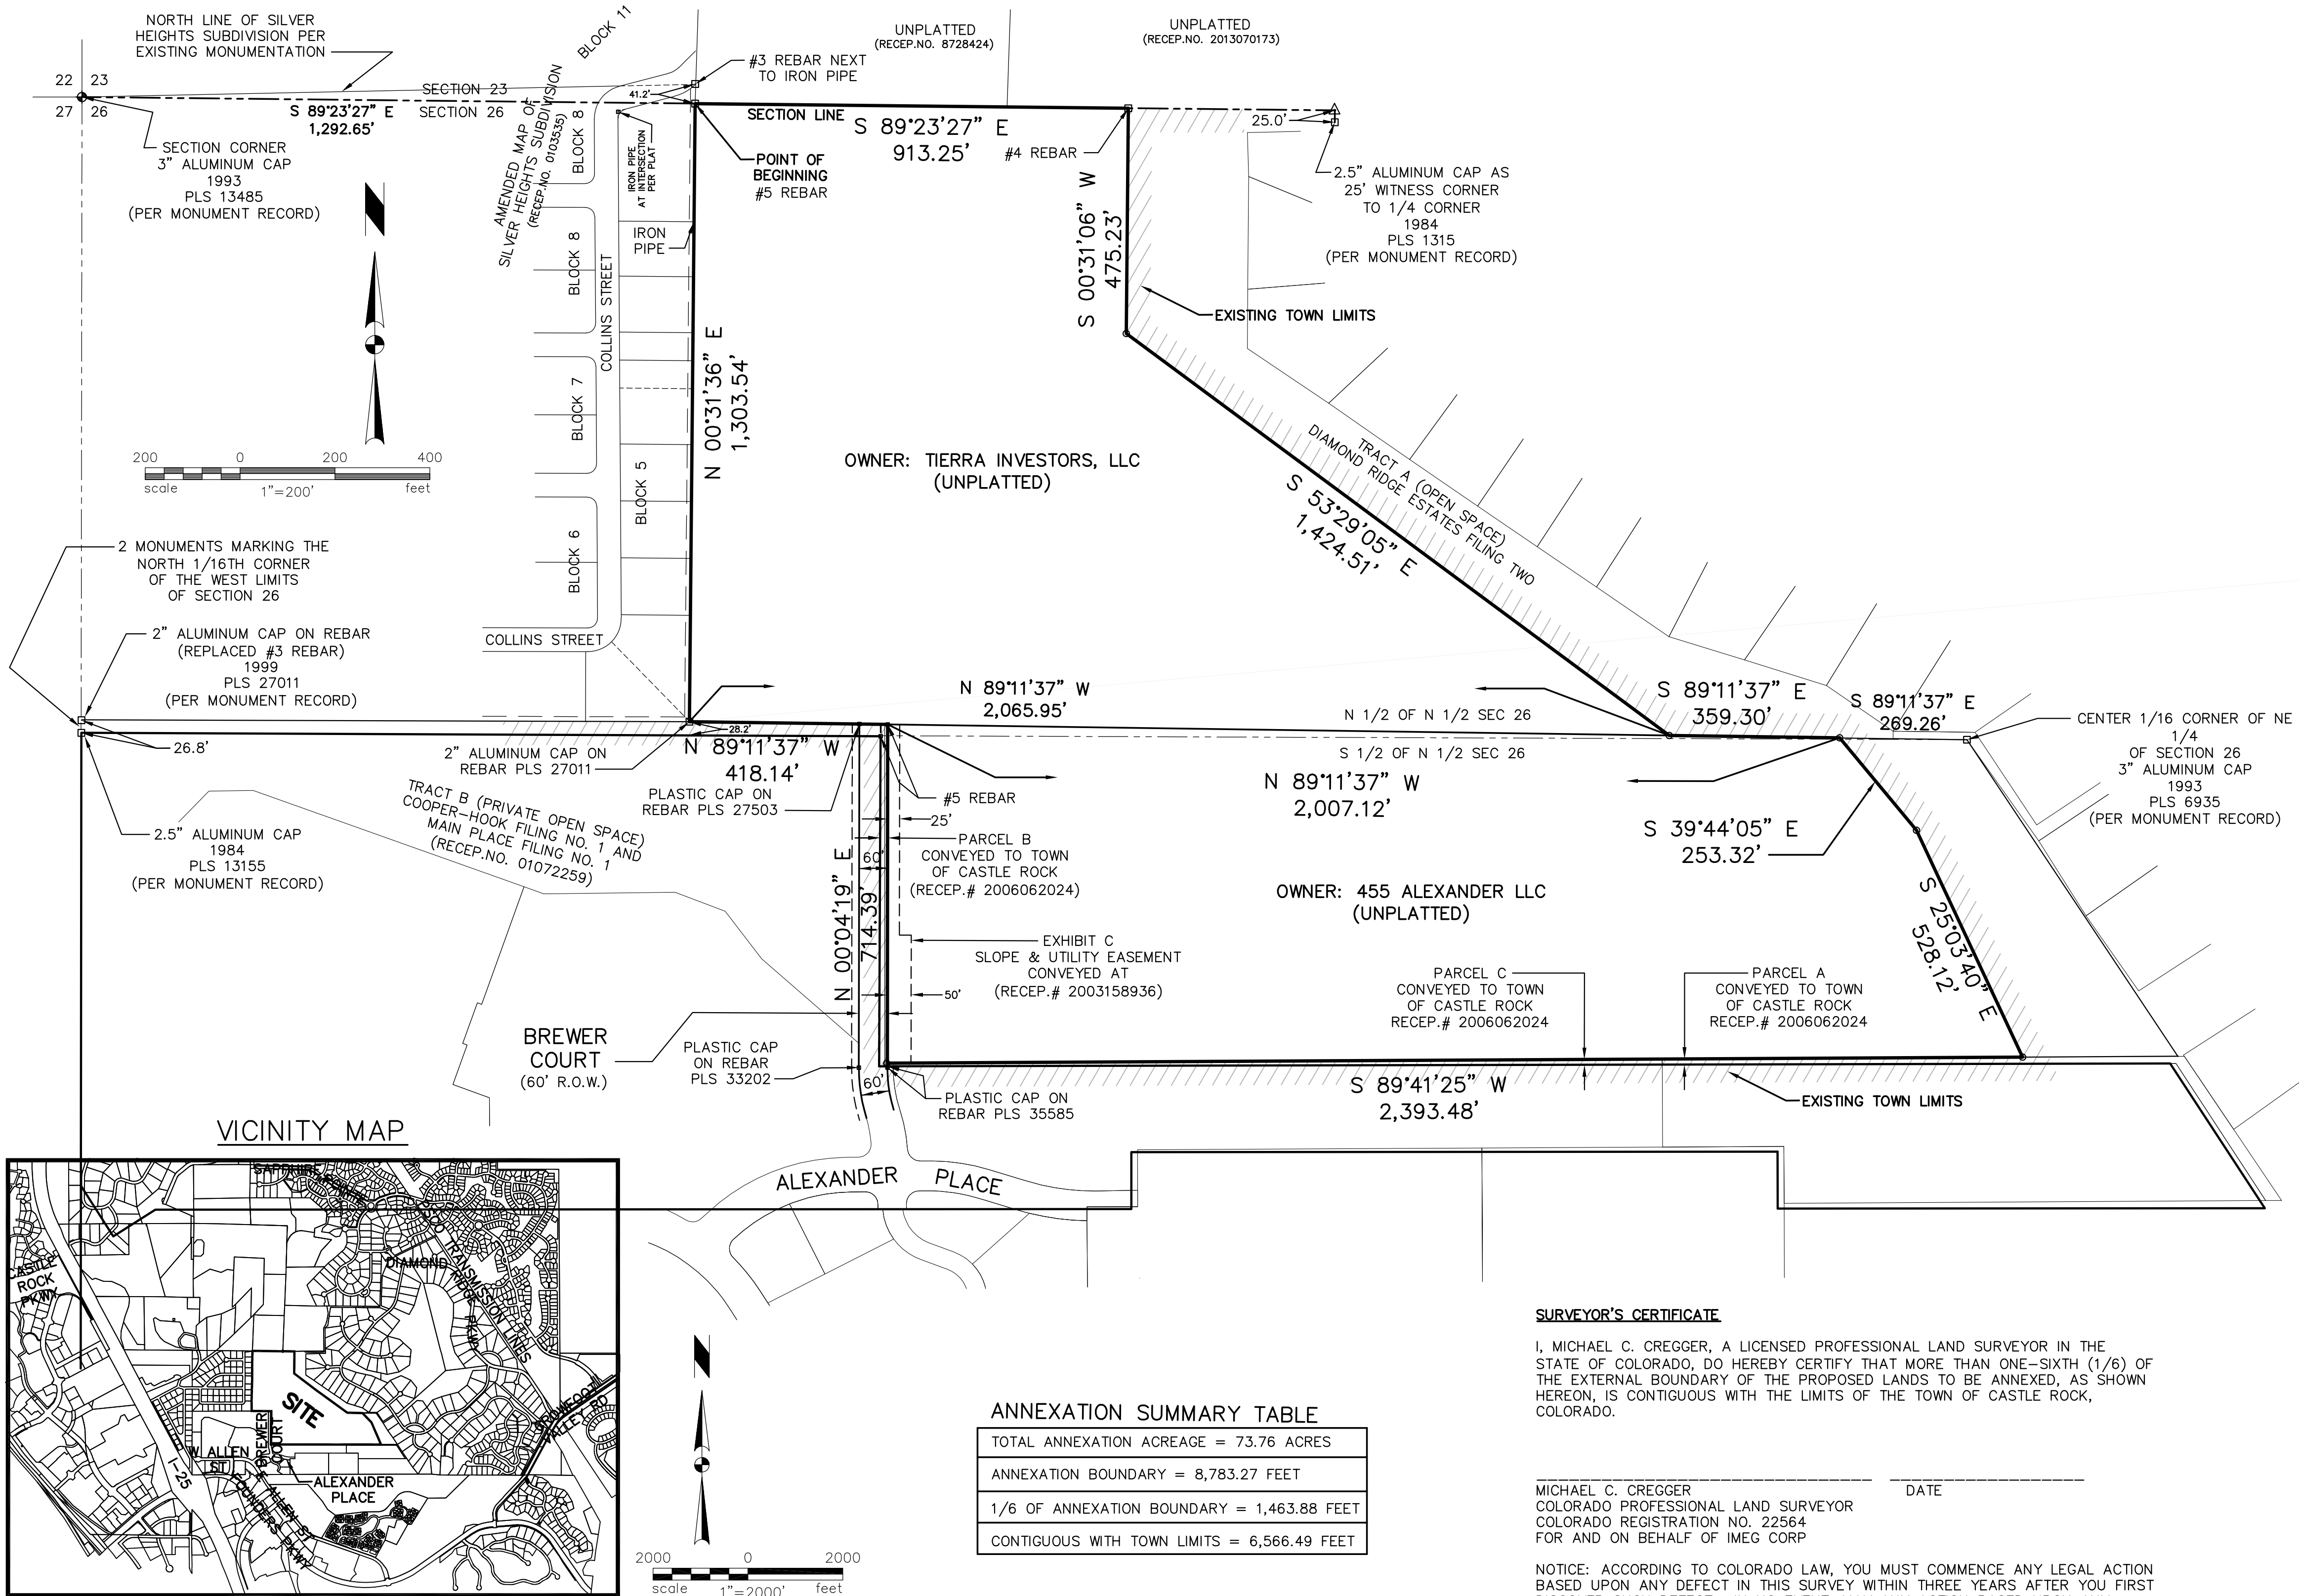 NORTH LINE OF SILVER
HEIGHTS SUBDIVISION PER
EXISTING MONUMENTATION
22 23
27 26
SECTION 23
SECTION 26
S 89°23'27" E
1,292.65'
SECTION CORNER
3" ALUMINUM CAP
1993
PLS 13485
(PER MONUMENT RECORD)
BLOCK 11
AMENDED MAP OF
SILVER HEIGHTS SUBDIVISION
(RECEP.NO. 0103535)
BLOCK 8
41.2'
#3 REBAR NEXT
TO IRON PIPE
UNPLATTED
(RECEP.NO. 8728424)
UNPLATTED
(RECEP.NO. 2013070173)
SECTION LINE
S 89°23'27" E
913.25'
#4 REBAR
25.0'
POINT OF
BEGINNING
#5 REBAR
IRON PIPE
AT INTERSECTION
PER PLAT
IRON
PIPE
2.5" ALUMINUM CAP AS
25' WITNESS CORNER
TO 1/4 CORNER
1984
PLS 1315
(PER MONUMENT RECORD)
S 00°31'06" W
475.23'
EXISTING TOWN LIMITS
BLOCK 8
COLLINS STREET
BLOCK 7
BLOCK 5
BLOCK 6
COLLINS STREET
N 00°31'36" E
1,303.54'
200 0 200 400
scale 1"=200' feet
OWNER: TIERRA INVESTORS, LLC
(UNPLATTED)
TRACT A (OPEN SPACE)
DIAMOND RIDGE ESTATES FILING TWO
S 53°29'05" E
1,424.51'
2 MONUMENTS MARKING THE
NORTH 1/16TH CORNER
OF THE WEST LIMITS
OF SECTION 26
2" ALUMINUM CAP ON REBAR
(REPLACED #3 REBAR)
1999
PLS 27011
(PER MONUMENT RECORD)
26.8'
2.5" ALUMINUM CAP
1984
PLS 13155
(PER MONUMENT RECORD)
2" ALUMINUM CAP ON
REBAR PLS 27011
28.2'
N 89°11'37" W
418.14'
N 89°11'37" W
2,065.95'
N 1/2 OF N 1/2 SEC 26
S 1/2 OF N 1/2 SEC 26
S 89°11'37" E
359.30'
S 89°11'37" E
269.26'
CENTER 1/16 CORNER OF NE
1/4
OF SECTION 26
3" ALUMINUM CAP
1993
PLS 6935
(PER MONUMENT RECORD)
TRACT B (PRIVATE OPEN SPACE)
COOPER-HOOK FILING NO. 1 AND
MAIN PLACE FILING NO. 1
(RECEP.NO. 01072259)
PLASTIC CAP ON
REBAR PLS 27503
#5 REBAR
25'
PARCEL B
CONVEYED TO TOWN
OF CASTLE ROCK
(RECEP.# 2006062024)
60'
N 00°04'19" E
714.39'
N 89°11'37" W
2,007.12'
S 39°44'05" E
253.32'
OWNER: 455 ALEXANDER LLC
(UNPLATTED)
S 25°03'40" E
528.12'
EXHIBIT C
SLOPE & UTILITY EASEMENT
CONVEYED AT
(RECEP.# 2003158936)
50'
PARCEL C
CONVEYED TO TOWN
OF CASTLE ROCK
RECEP.# 2006062024
PARCEL A
CONVEYED TO TOWN
OF CASTLE ROCK
RECEP.# 2006062024
BREWER
COURT
(60' R.O.W.)
PLASTIC CAP
ON REBAR
PLS 33202
60'
PLASTIC CAP ON
REBAR PLS 35585
S 89°41'25" W
2,393.48'
EXISTING TOWN LIMITS
ALEXANDER PLACE
VICINITY MAP
SAPPHIRE POINTE
CASTLE
ROCK
PKWY
TRANSMISSION LINES
DIAMOND RIDGE PKWY
SITE
BREWER
COURT
W ALLEN
ST
E ALLEN ST
FOUNDERS PKWY
I-25
ALEXANDER
PLACE
CROWFOOT
VALLEY RD
2000 0 2000
scale 1"=2000' feet
ANNEXATION SUMMARY TABLE
TOTAL ANNEXATION ACREAGE = 73.76 ACRES
ANNEXATION BOUNDARY = 8,783.27 FEET
1/6 OF ANNEXATION BOUNDARY = 1,463.88 FEET
CONTIGUOUS WITH TOWN LIMITS = 6,566.49 FEET
SURVEYOR'S CERTIFICATE
I, MICHAEL C. CREGGER, A LICENSED PROFESSIONAL LAND SURVEYOR IN THE
STATE OF COLORADO, DO HEREBY CERTIFY THAT MORE THAN ONE-SIXTH (1/6) OF
THE EXTERNAL BOUNDARY OF THE PROPOSED LANDS TO BE ANNEXED, AS SHOWN
HEREON, IS CONTIGUOUS WITH THE LIMITS OF THE TOWN OF CASTLE ROCK,
COLORADO.
MICHAEL C. CREGGER DATE
COLORADO PROFESSIONAL LAND SURVEYOR
COLORADO REGISTRATION NO. 22564
FOR AND ON BEHALF OF IMEG CORP
NOTICE: ACCORDING TO COLORADO LAW, YOU MUST COMMENCE ANY LEGAL ACTION
BASED UPON ANY DEFECT IN THIS SURVEY WITHIN THREE YEARS AFTER YOU FIRST